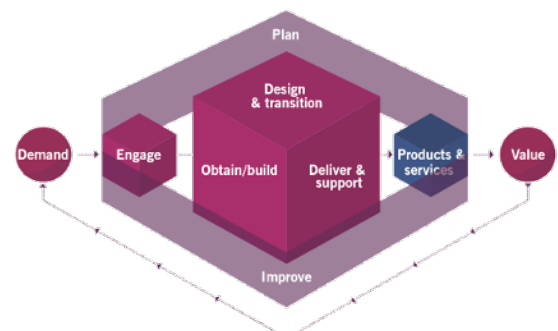 Plan
Design
& transition
Demand
Engage
Obtain/build
Deliver &
support
Products &
services
Value
Improve